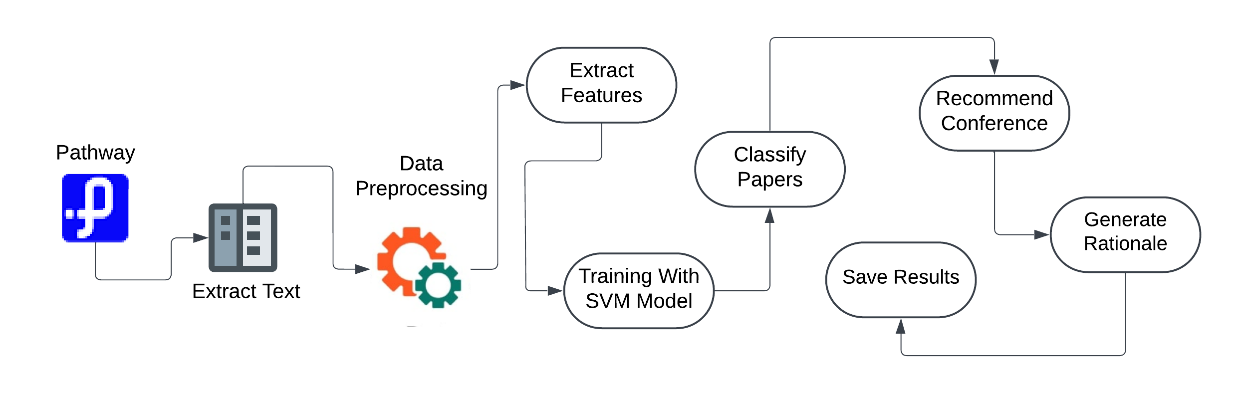 Pathway
Extract Text
Data
Preprocessing
Extract
Features
Training With
SVM Model
Classify
Papers
Recommend
Conference
Generate
Rationale
Save Results